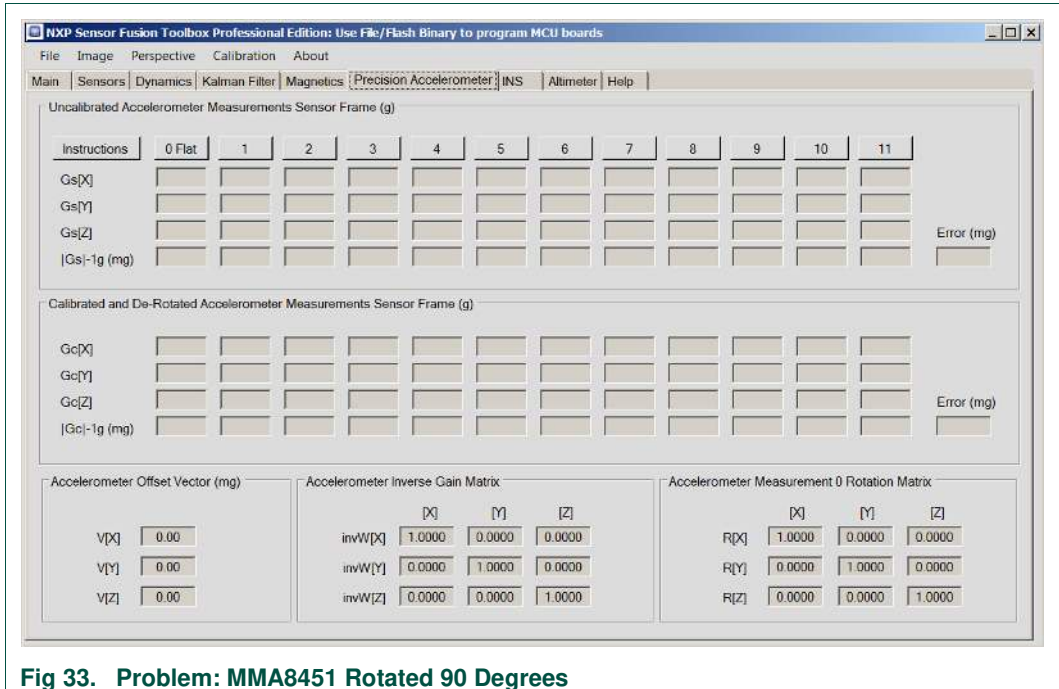 NXP Sensor Fusion Toolbox Professional Edition: Use File/Flash Binary to program MCU boards
File Image Perspective Calibration About
Main Sensors Dynamics Kalman Filter Magnetics Precision Accelerometer INS Altimeter Help
Uncalibrated Accelerometer Measurements Sensor Frame (g)
Instructions 0 Flat 1 2 3 4 5 6 7 8 9 10 11
Gs[X]
Gs[Y]
Gs[Z] Error (mg)
|Gs|-1g (mg)
Calibrated and De-Rotated Accelerometer Measurements Sensor Frame (g)
Gc[X]
Gc[Y]
Gc[Z] Error (mg)
|Gc|-1g (mg)
Accelerometer Offset Vector (mg) Accelerometer Inverse Gain Matrix Accelerometer Measurement 0 Rotation Matrix
[X] [Y] [Z] [X] [Y] [Z]
V[X] 0.00 invW[X] 1.0000 0.0000 0.0000 R[X] 1.0000 0.0000 0.0000
V[Y] 0.00 invW[Y] 0.0000 1.0000 0.0000 R[Y] 0.0000 1.0000 0.0000
V[Z] 0.00 invW[Z] 0.0000 0.0000 1.0000 R[Z] 0.0000 0.0000 1.0000
Fig 33. Problem: MMA8451 Rotated 90 Degrees